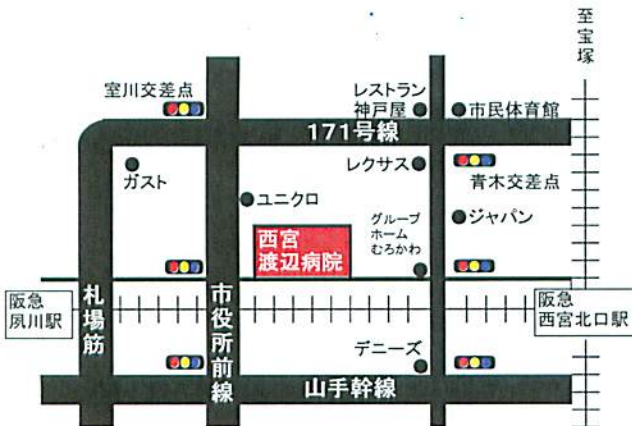 至宝塚
室川交差点
レストラン
神戸屋
市民体育館
171号線
ガスト
レクサス
青木交差点
ユニクロ
グループ
ホーム
むろかわ
ジャパン
西宮
渡辺病院
阪急
夙川駅
札場筋
市役所前線
阪急
西宮北口駅
デニーズ
山手幹線